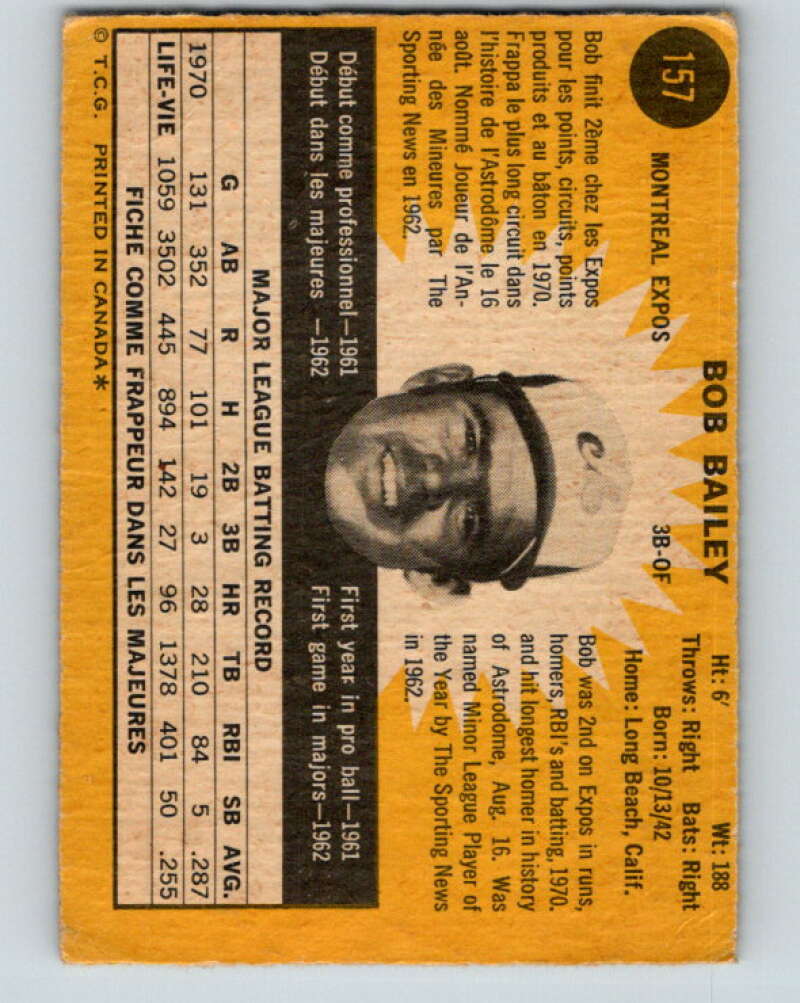 157
MONTREAL EXPOS
BOB BAILEY
3B-OF
Ht: 6' Wt: 188
Throws: Right Bats: Right
Born: 10/13/42
Home: Long Beach, Calif.
Bob finit 2ème chez les Expos
pour les points, circuits, points
produits et au bâton en 1970.
Frappa le plus long circuit dans
l'histoire de l'Astrodôme le 16
août. Nommé Joueur de l'An-
née des Mineures par The
Sporting News en 1962.
Bob was 2nd on Expos in runs,
homers, RBI's and batting, 1970.
and hit longest homer in history
of Astrodome, Aug. 16. Was
named Minor League Player of
the Year by The Sporting News
in 1962.
Début comme professionnel—1961
Début dans les majeures —1962
First year in pro ball—1961
First game in majors—1962
MAJOR LEAGUE BATTING RECORD
G AB R H 2B 3B HR TB RBI SB AVG.
1970 131 352 77 101 19 3 28 210 84 5 .287
LIFE-VIE 1059 3502 445 894 142 27 96 1378 401 50 .255
FICHE COMME FRAPPEUR DANS LES MAJEURES
© T.C.G. PRINTED IN CANADA*